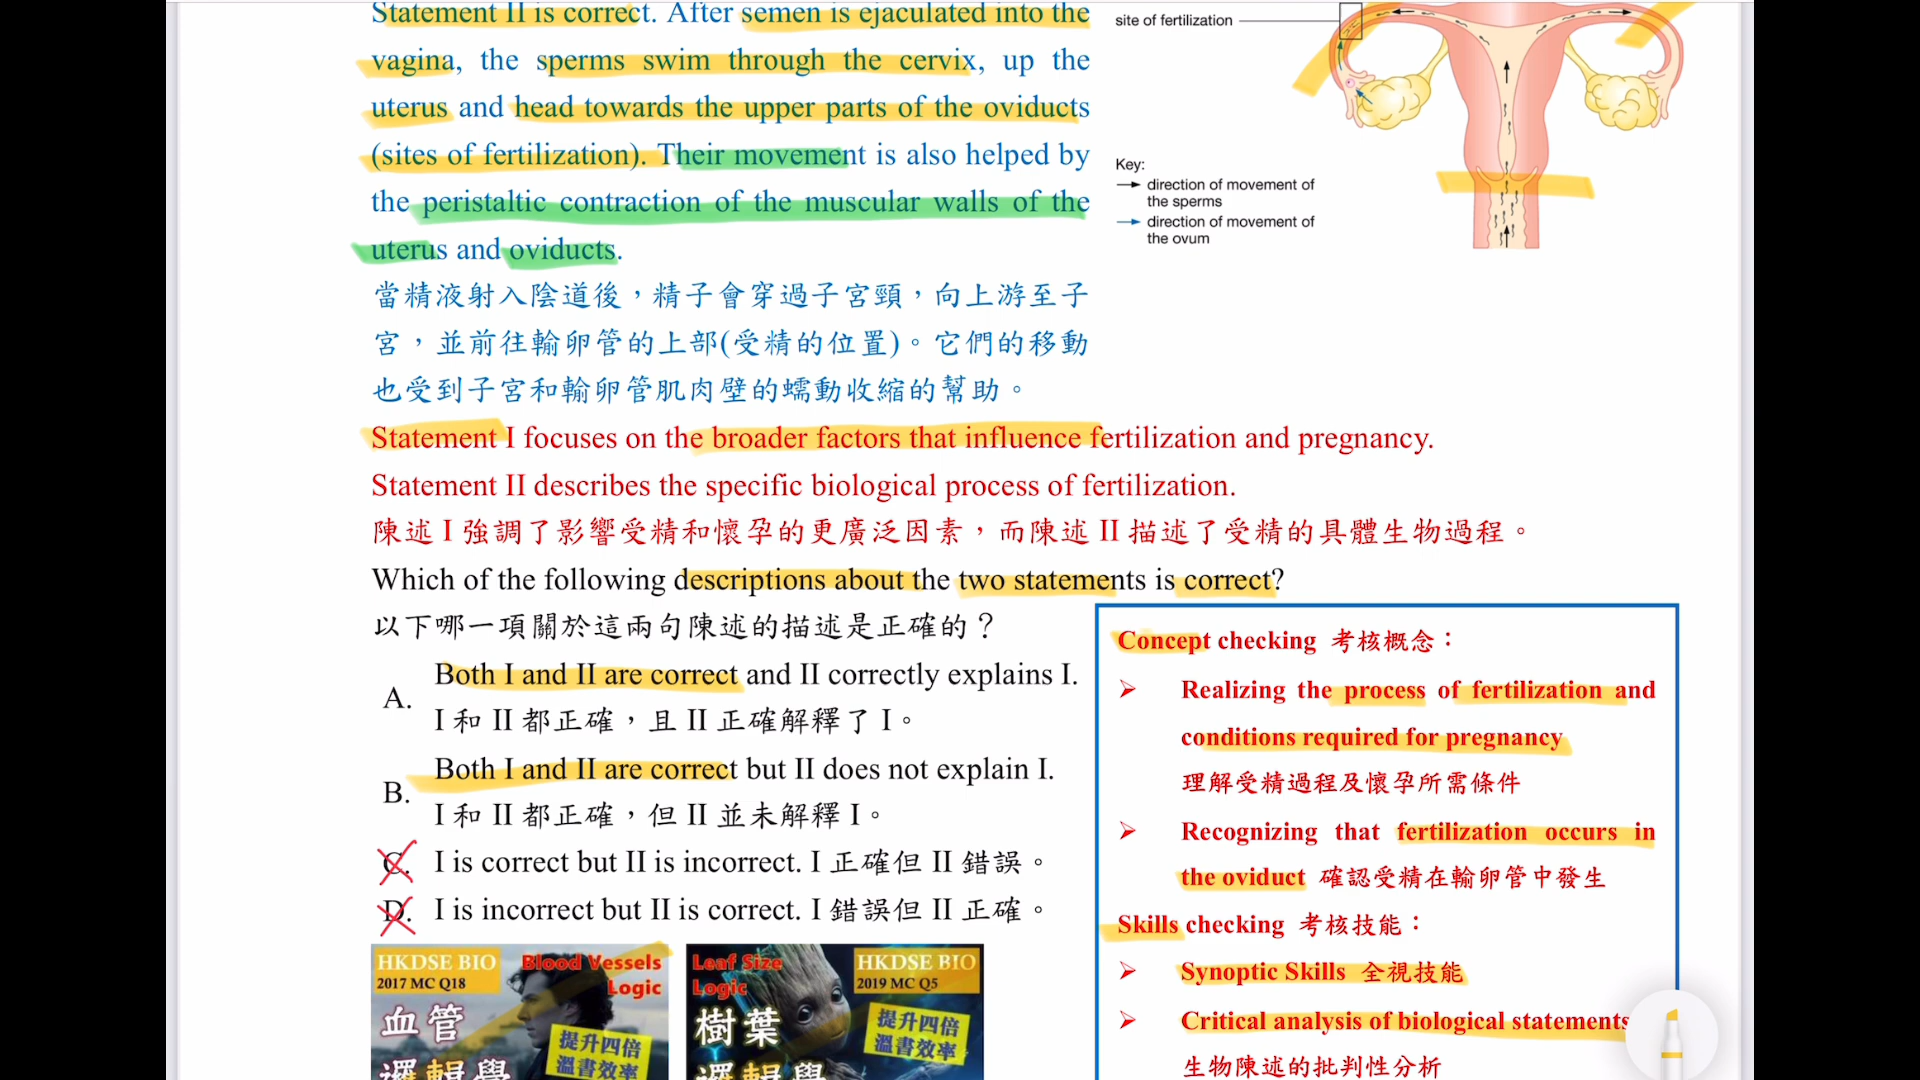 Statement II is correct. After semen is ejaculated into the
vagina, the sperms swim through the cervix, up the
uterus and head towards the upper parts of the oviducts
(sites of fertilization). Their movement is also helped by
the peristaltic contraction of the muscular walls of the
uterus and oviducts.
當精液射入陰道後，精子會穿過子宮頸，向上游至子
宮，並前往輸卵管的上部(受精的位置)。它們的移動
也受到子宮和輸卵管肌肉壁的蠕動收縮的幫助。
site of fertilization
Key:
direction of movement of
the sperms
direction of movement of
the ovum
Statement I focuses on the broader factors that influence fertilization and pregnancy.
Statement II describes the specific biological process of fertilization.
陳述 I 強調了影響受精和懷孕的更廣泛因素，而陳述 II 描述了受精的具體生物過程。
Which of the following descriptions about the two statements is correct?
以下哪一項關於這兩句陳述的描述是正確的？
A. Both I and II are correct and II correctly explains I.
I 和 II 都正確，且 II 正確解釋了 I。
B. Both I and II are correct but II does not explain I.
I 和 II 都正確，但 II 並未解釋 I。
C. I is correct but II is incorrect. I 正確但 II 錯誤。
D. I is incorrect but II is correct. I 錯誤但 II 正確。
Concept checking 考核概念：
Realizing the process of fertilization and
conditions required for pregnancy
理解受精過程及懷孕所需條件
Recognizing that fertilization occurs in
the oviduct 確認受精在輸卵管中發生
Skills checking 考核技能：
Synoptic Skills 全視技能
Critical analysis of biological statements
生物陳述的批判性分析
HKDSE BIO
2017 MC Q18
Blood Vessels
Logic
血管
邏輯學
提升四倍
溫書效率
Leaf Size
Logic
HKDSE BIO
2019 MC Q5
樹葉
邏輯學
提升四倍
溫書效率